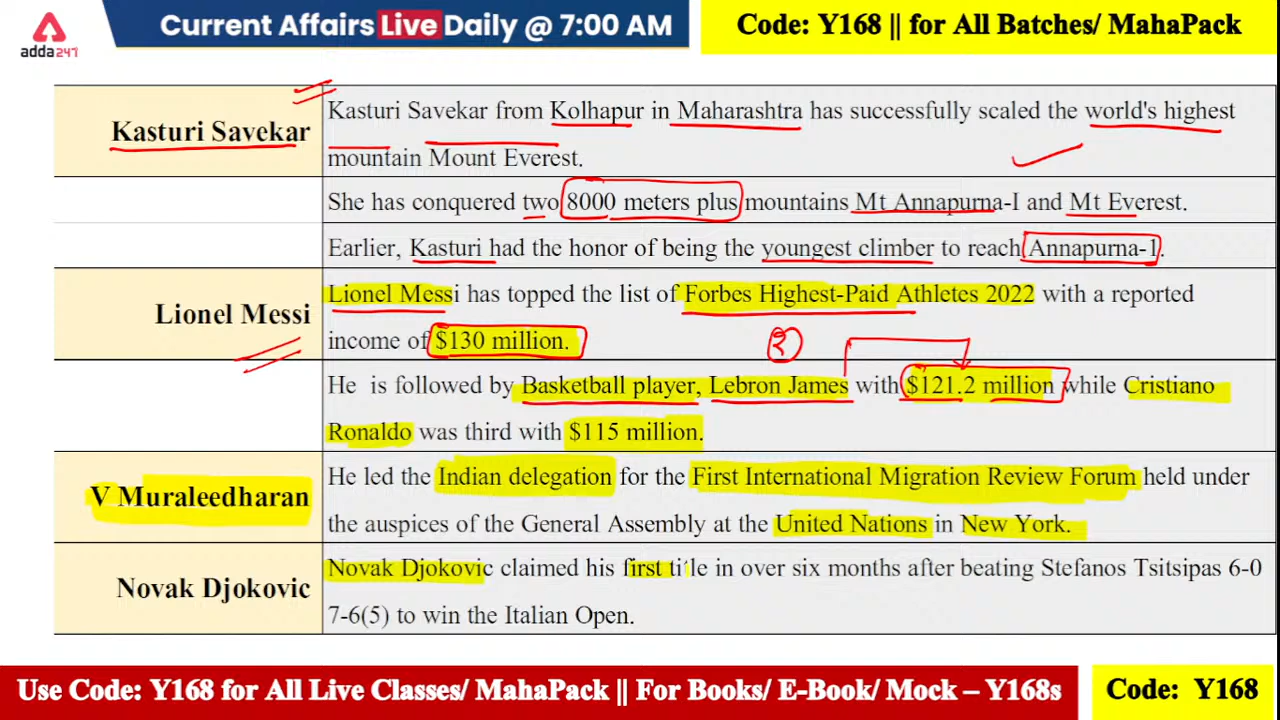 adda247
Current Affairs Live Daily @ 7:00 AM
Code: Y168 || for All Batches/ MahaPack
Kasturi Savekar
Kasturi Savekar from Kolhapur in Maharashtra has successfully scaled the world's highest
mountain Mount Everest.
She has conquered two 8000 meters plus mountains Mt Annapurna-I and Mt Everest.
Earlier, Kasturi had the honor of being the youngest climber to reach Annapurna-1.
Lionel Messi
Lionel Messi has topped the list of Forbes Highest-Paid Athletes 2022 with a reported
income of $130 million.
२
He is followed by Basketball player, Lebron James with $121.2 million while Cristiano
Ronaldo was third with $115 million.
V Muraleedharan
He led the Indian delegation for the First International Migration Review Forum held under
the auspices of the General Assembly at the United Nations in New York.
Novak Djokovic
Novak Djokovic claimed his first title in over six months after beating Stefanos Tsitsipas 6-0
7-6(5) to win the Italian Open.
Use Code: Y168 for All Live Classes/ MahaPack || For Books/ E-Book/ Mock – Y168s
Code: Y168